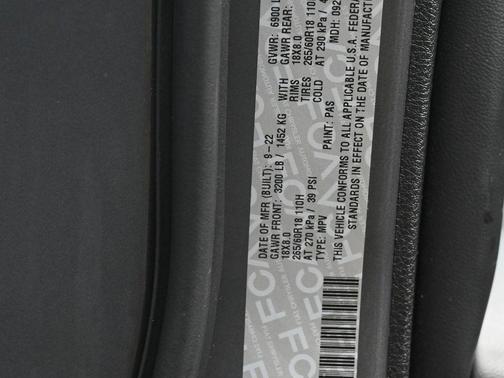 DATE OF MFR (BUILT): 9-22 GVWR: 6900 L
GAWR FRONT: 3200 LB / 1452 KG WITH GAWR REAR:
18X8.0 RIMS 18X8.0
265/60R18 110H TIRES 265/60R18 110
AT 270 kPa / 39 PSI COLD AT 290 kPa / 4
TYPE: MPV PAINT: PAS MDH: 092
THIS VEHICLE CONFORMS TO ALL APPLICABLE U.S.A. FEDERA
STANDARDS IN EFFECT ON THE DATE OF MANUFACTUR